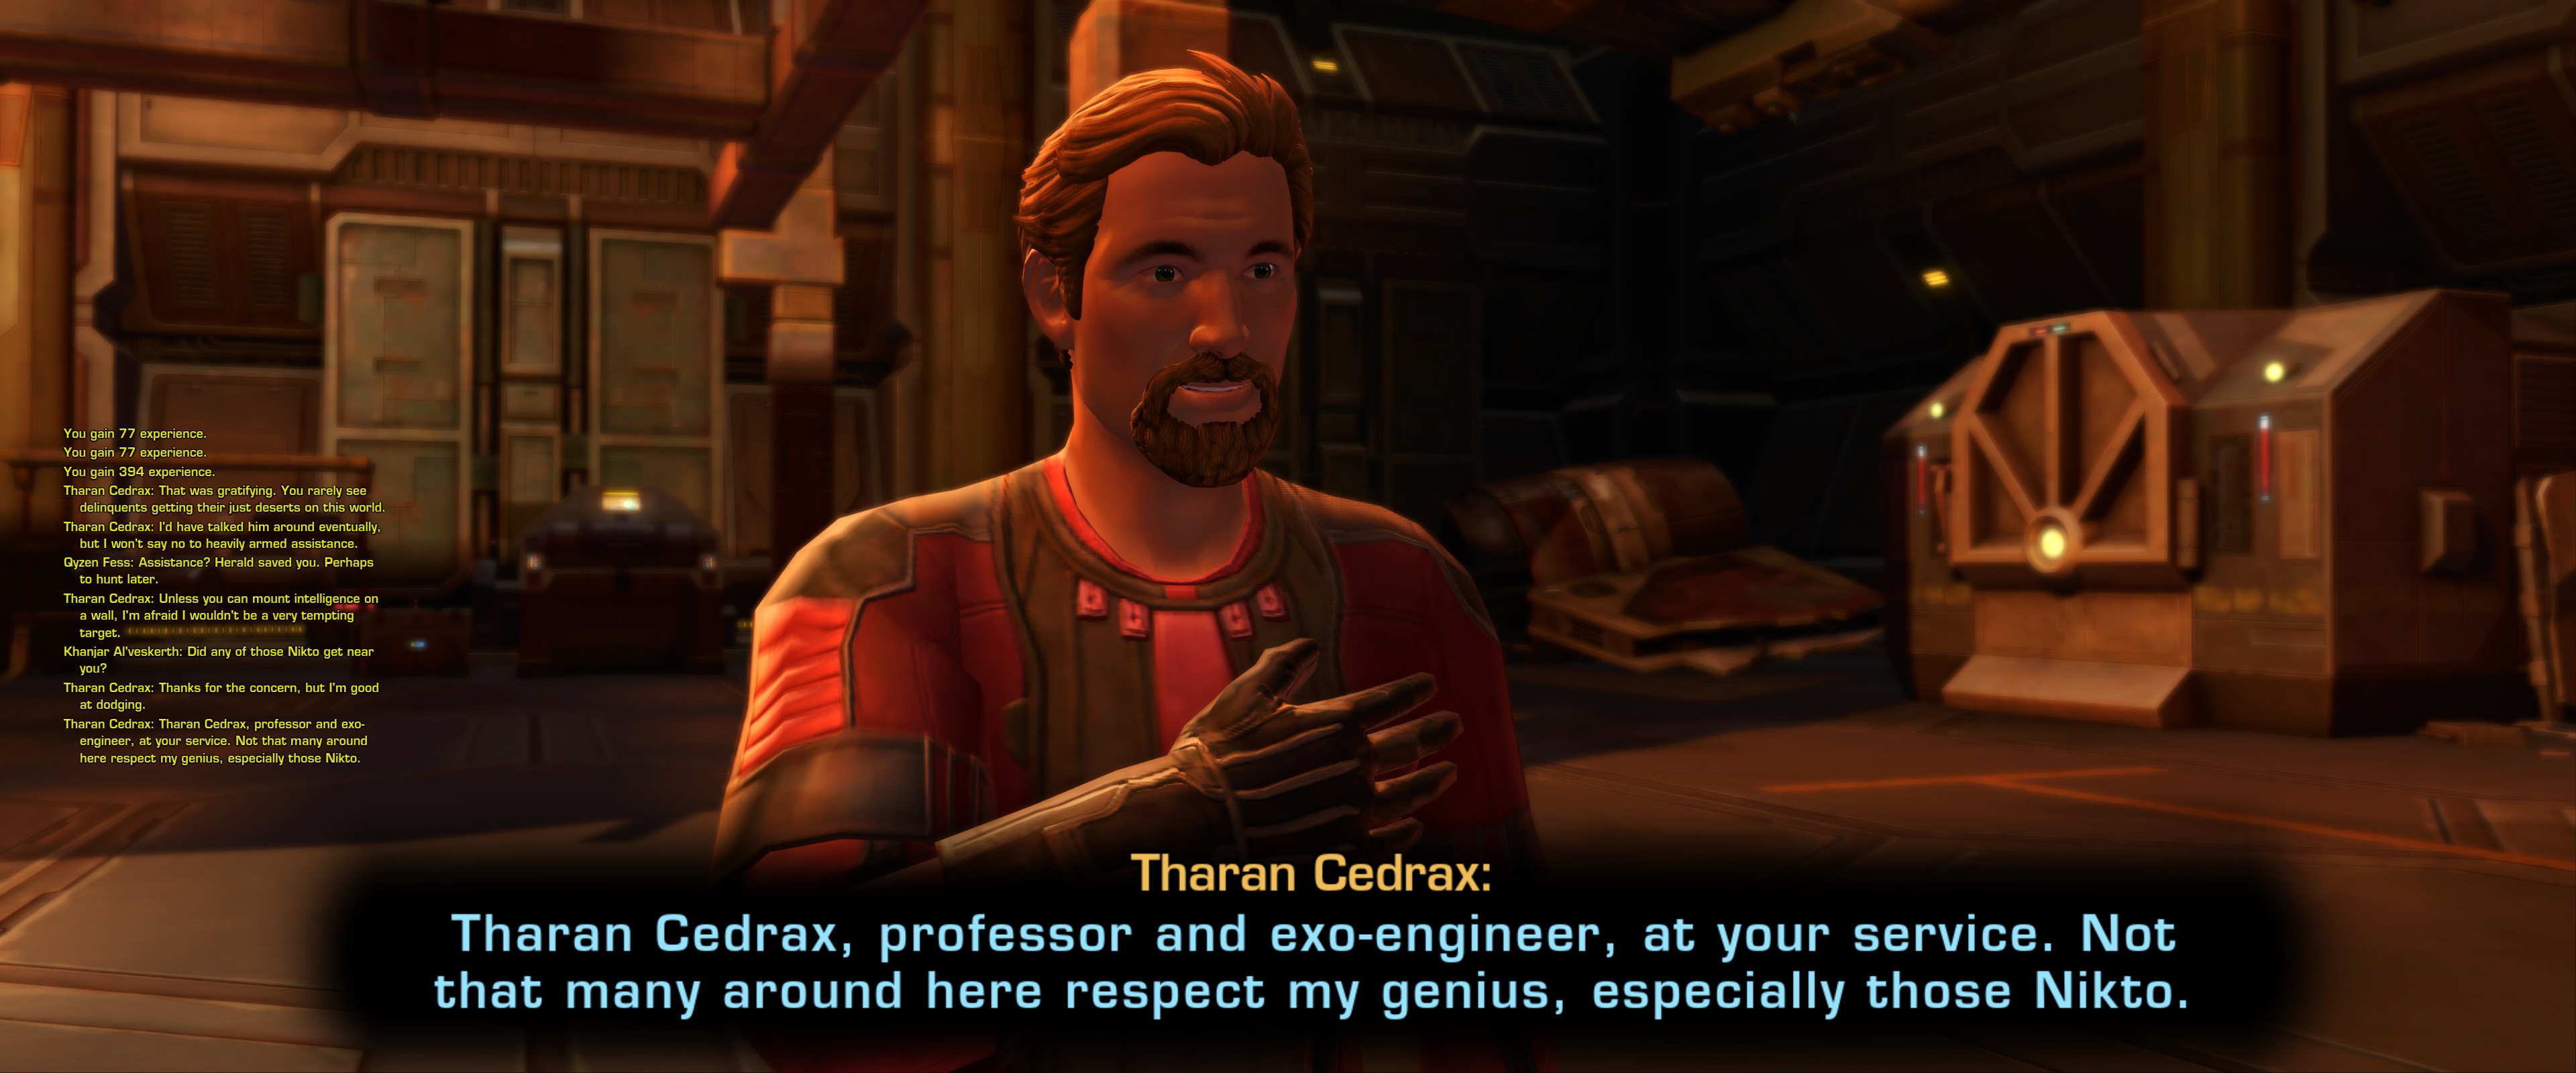 You gain 77 experience.
You gain 77 experience.
You gain 394 experience.
Tharan Cedrax: That was gratifying. You rarely see
delinquents getting their just deserts on this world.
Tharan Cedrax: I'd have talked him around eventually,
but I won't say no to heavily armed assistance.
Qyzen Fess: Assistance? Herald saved you. Perhaps
to hunt later.
Tharan Cedrax: Unless you can mount intelligence on
a wall, I'm afraid I wouldn't be a very tempting
target.
Khanjar Al'veskerth: Did any of those Nikto get near
you?
Tharan Cedrax: Thanks for the concern, but I'm good
at dodging.
Tharan Cedrax: Tharan Cedrax, professor and exo-
engineer, at your service. Not that many around
here respect my genius, especially those Nikto.
Tharan Cedrax:
Tharan Cedrax, professor and exo-engineer, at your service. Not
that many around here respect my genius, especially those Nikto.